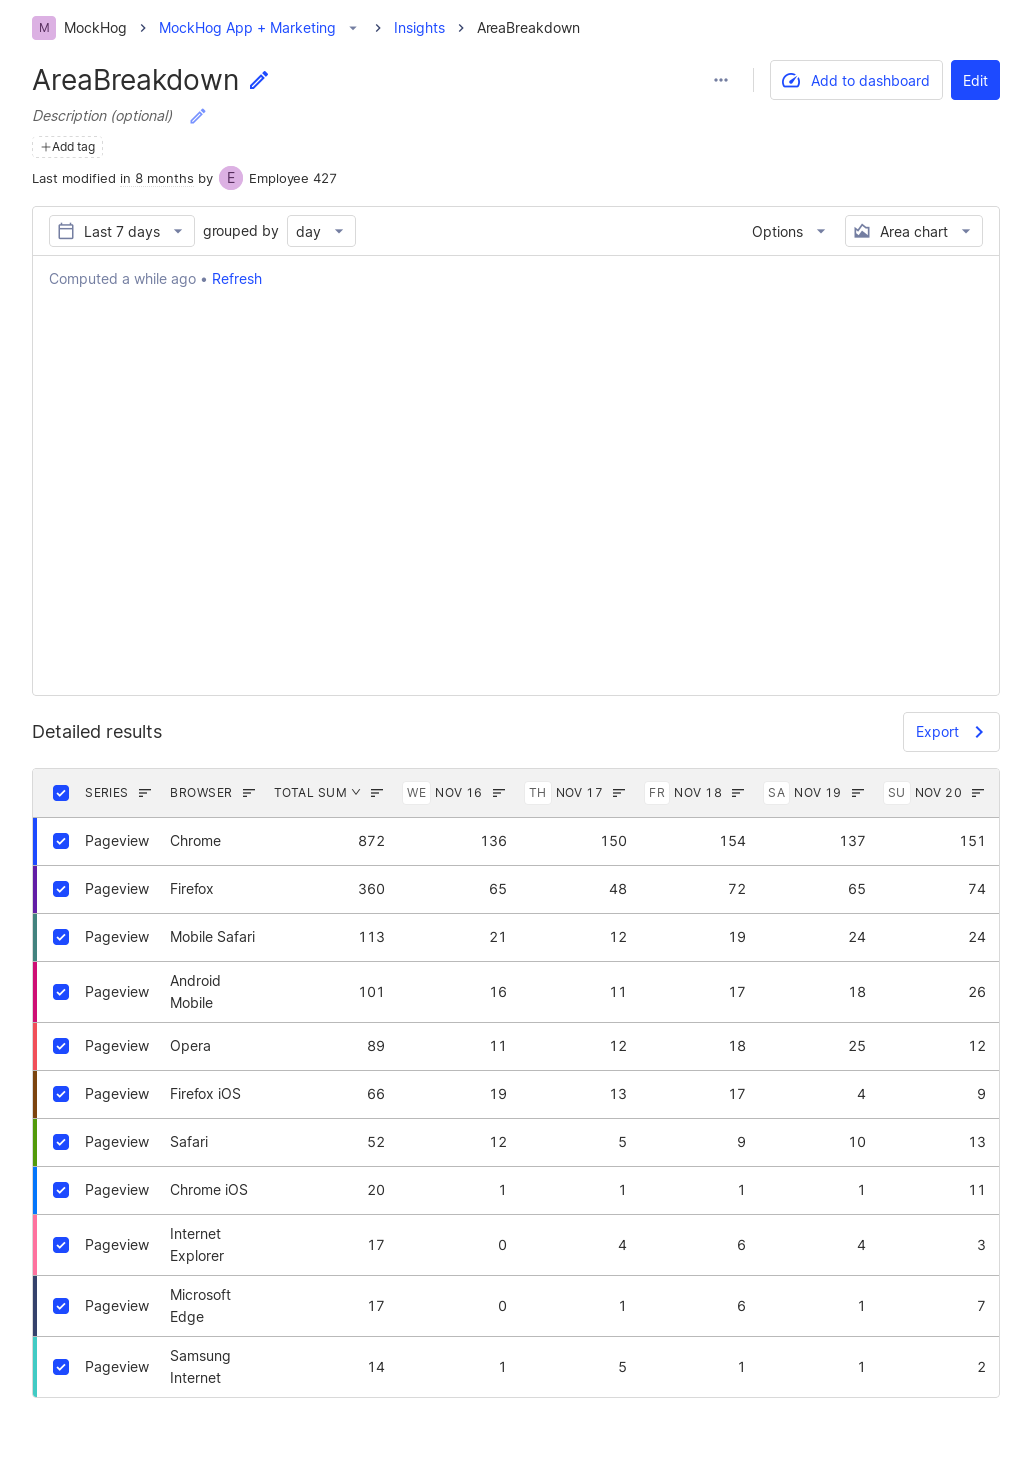 M MockHog MockHog App + Marketing Insights AreaBreakdown
AreaBreakdown
Add to dashboard Edit
Description (optional)
+Add tag
Last modified in 8 months by E Employee 427
Last 7 days grouped by day Options Area chart
Computed a while ago • Refresh
Detailed results
Export
SERIES BROWSER TOTAL SUM WE NOV 16 TH NOV 17 FR NOV 18 SA NOV 19 SU NOV 20
Pageview Chrome 872 136 150 154 137 151
Pageview Firefox 360 65 48 72 65 74
Pageview Mobile Safari 113 21 12 19 24 24
Pageview Android Mobile 101 16 11 17 18 26
Pageview Opera 89 11 12 18 25 12
Pageview Firefox iOS 66 19 13 17 4 9
Pageview Safari 52 12 5 9 10 13
Pageview Chrome iOS 20 1 1 1 1 11
Pageview Internet Explorer 17 0 4 6 4 3
Pageview Microsoft Edge 17 0 1 6 1 7
Pageview Samsung Internet 14 1 5 1 1 2